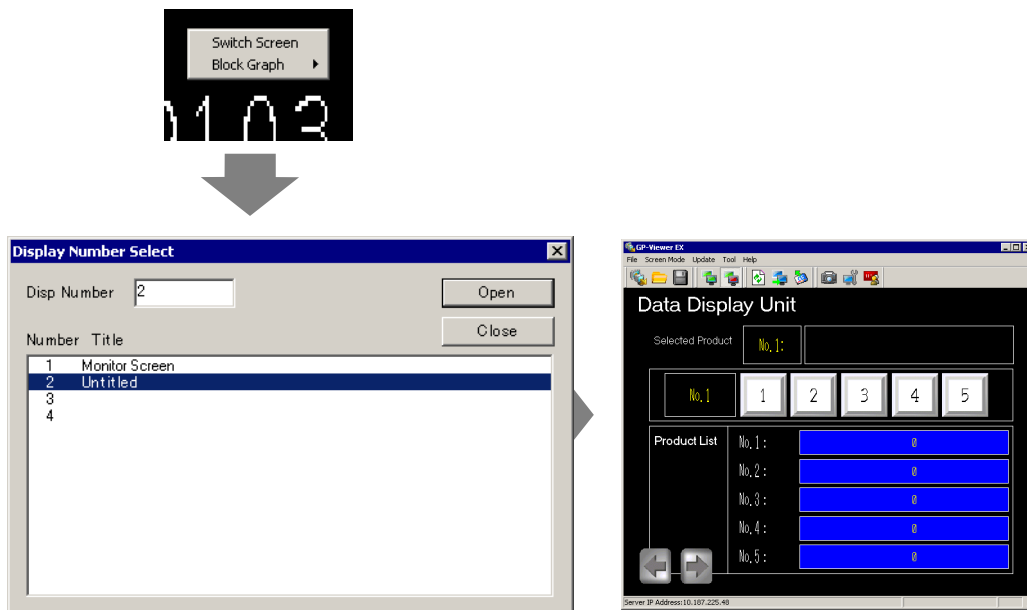 Switch Screen
Block Graph
0103
Display Number Select
Disp Number 2
Open
Close
Number Title
1 Monitor Screen
2 Untitled
3
4
GP-Viewer EX
File Screen Mode Update Tool Help
Data Display Unit
Selected Product No.1:
No.1 1 2 3 4 5
Product List No.1: 0
No.2: 0
No.3: 0
No.4: 0
No.5: 0
Server IP Address:10.187.225.48